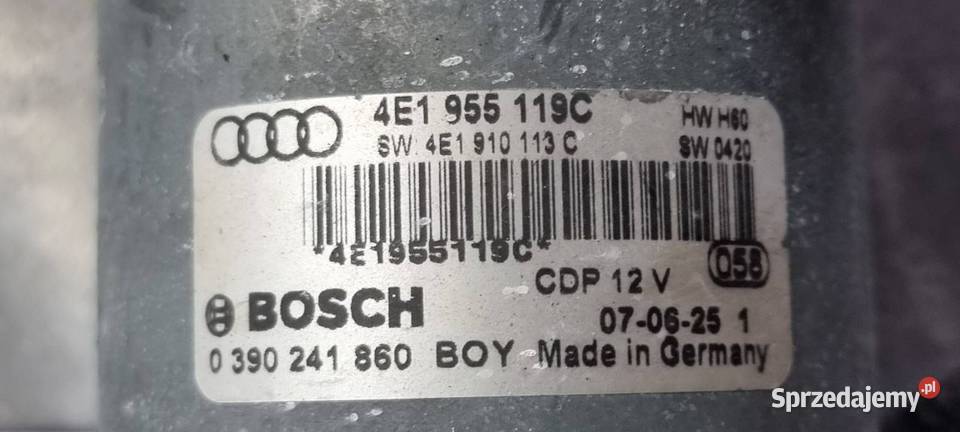 4E1 955 119C
HW H60
SW: 4E1 910 113 C
SW 0420
*4E1955119C*
CDP 12 V
Q58
BOSCH
07-06-25 1
0 390 241 860 BOY Made in Germany
Sprzedajemy.pl